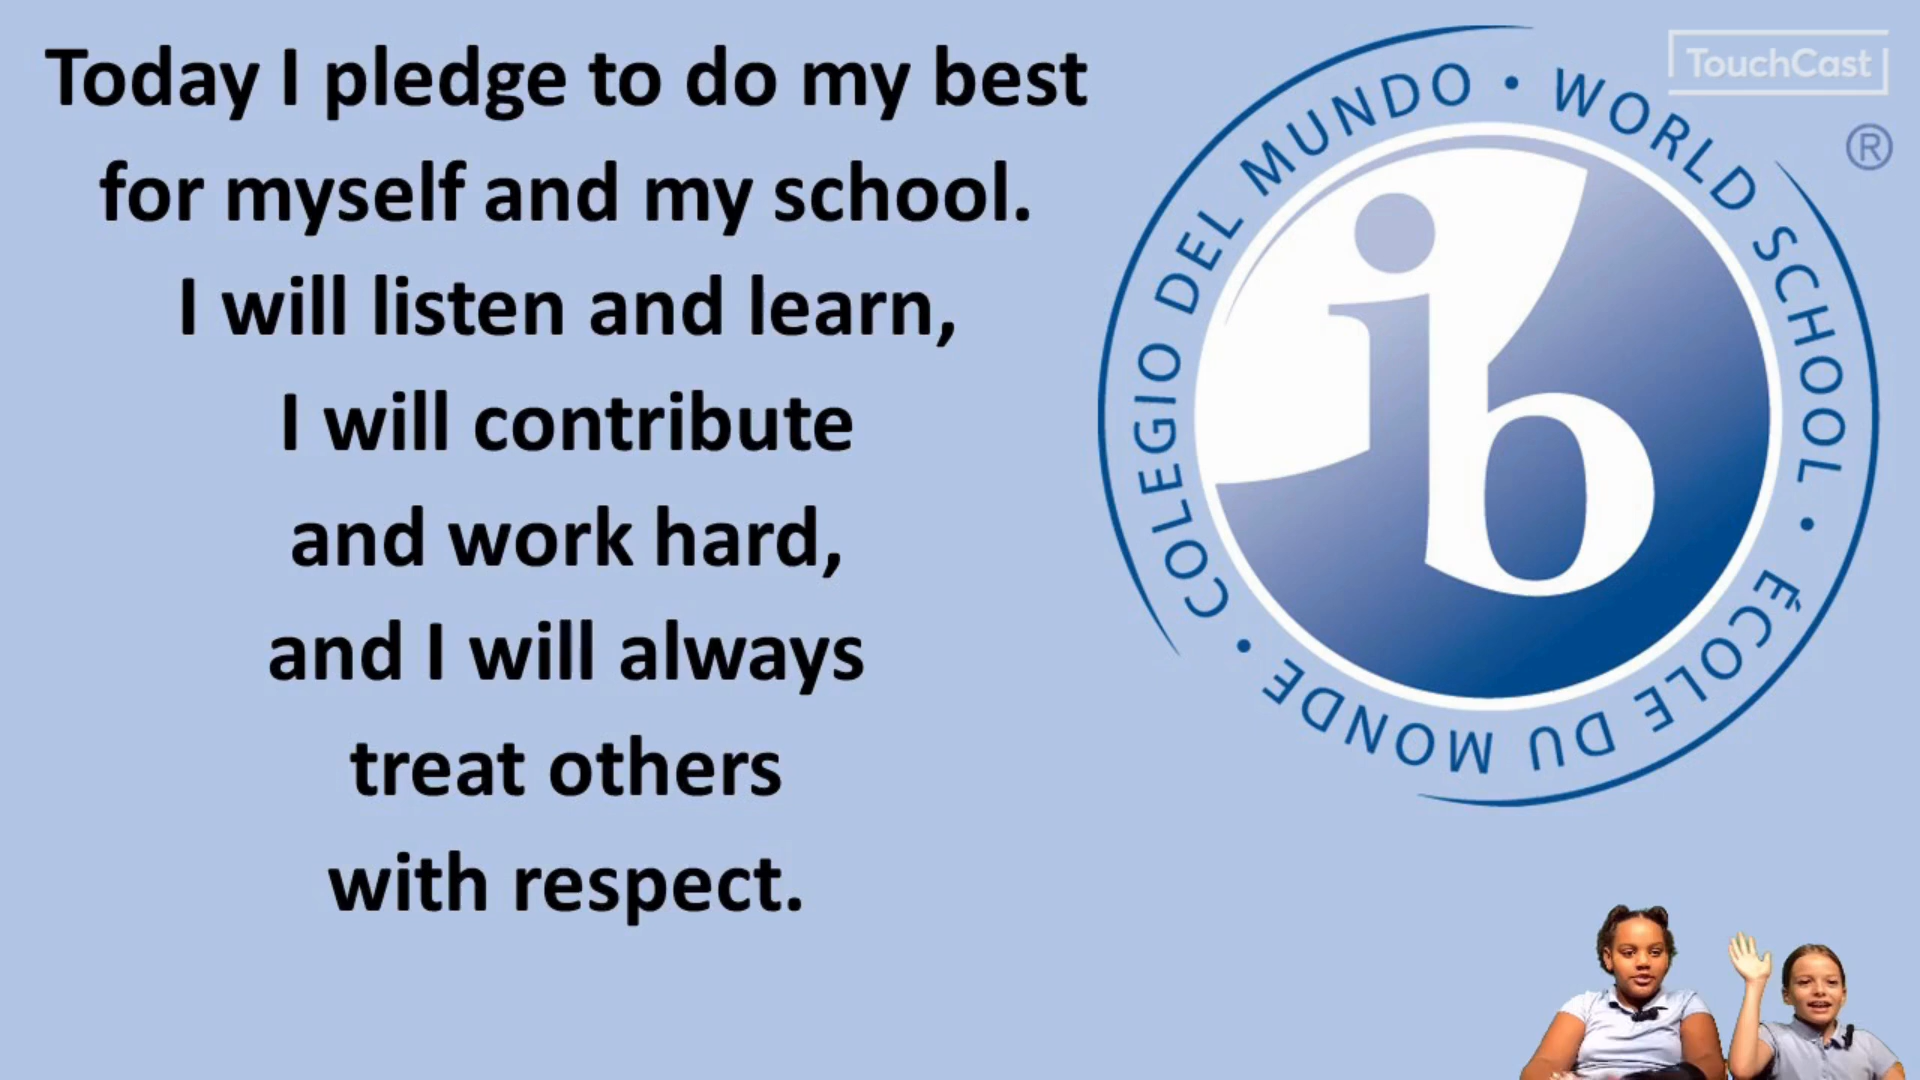 Today I pledge to do my best
for myself and my school.
I will listen and learn,
I will contribute
and work hard,
and I will always
treat others
with respect.
TouchCast
®
COLEGIO DEL MUNDO • WORLD SCHOOL • ÉCOLE DU MONDE •
ib